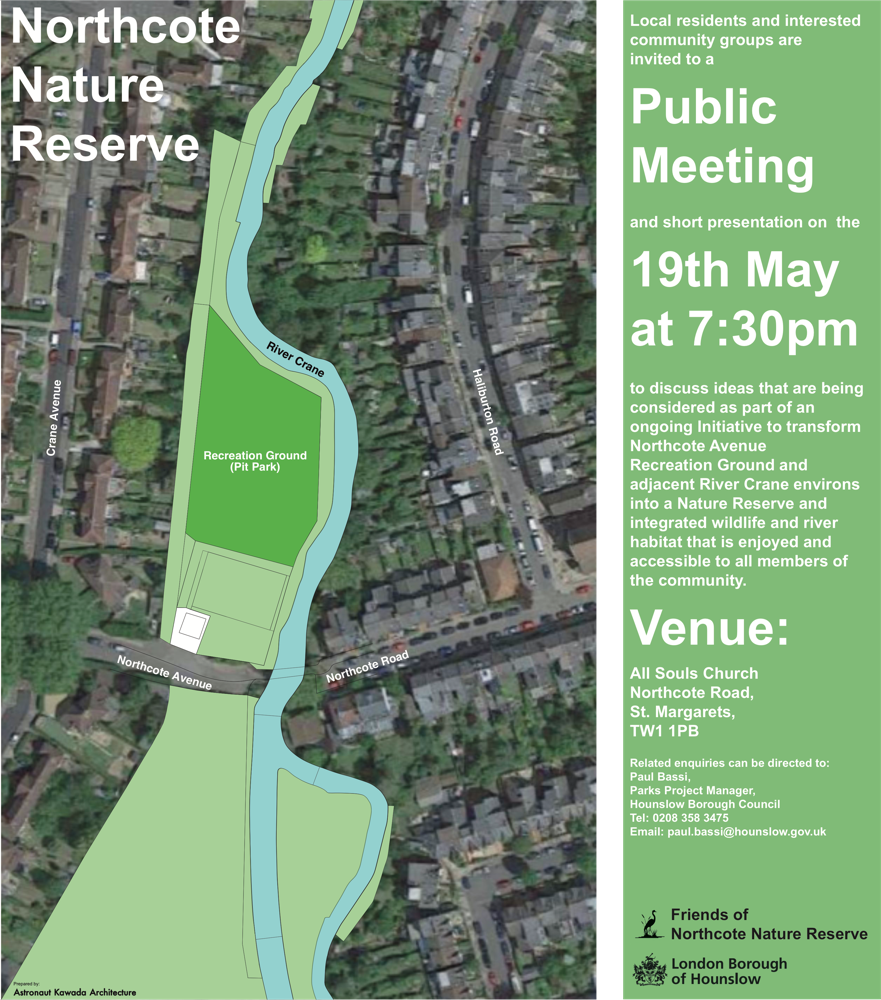 Northcote
Nature
Reserve
River Crane
Crane Avenue
Haliburton Road
Recreation Ground
(Pit Park)
Northcote Avenue
Northcote Road
Prepared by:
Astronaut Kawada Architecture
Local residents and interested
community groups are
invited to a
Public
Meeting
and short presentation on  the
19th May
at 7:30pm
to discuss ideas that are being
considered as part of an
ongoing Initiative to transform
Northcote Avenue
Recreation Ground and
adjacent River Crane environs
into a Nature Reserve and
integrated wildlife and river
habitat that is enjoyed and
accessible to all members of
the community.
Venue:
All Souls Church
Northcote Road,
St. Margarets,
TW1 1PB
Related enquiries can be directed to:
Paul Bassi,
Parks Project Manager,
Hounslow Borough Council
Tel: 0208 358 3475
Email: paul.bassi@hounslow.gov.uk
Friends of
Northcote Nature Reserve
London Borough
of Hounslow